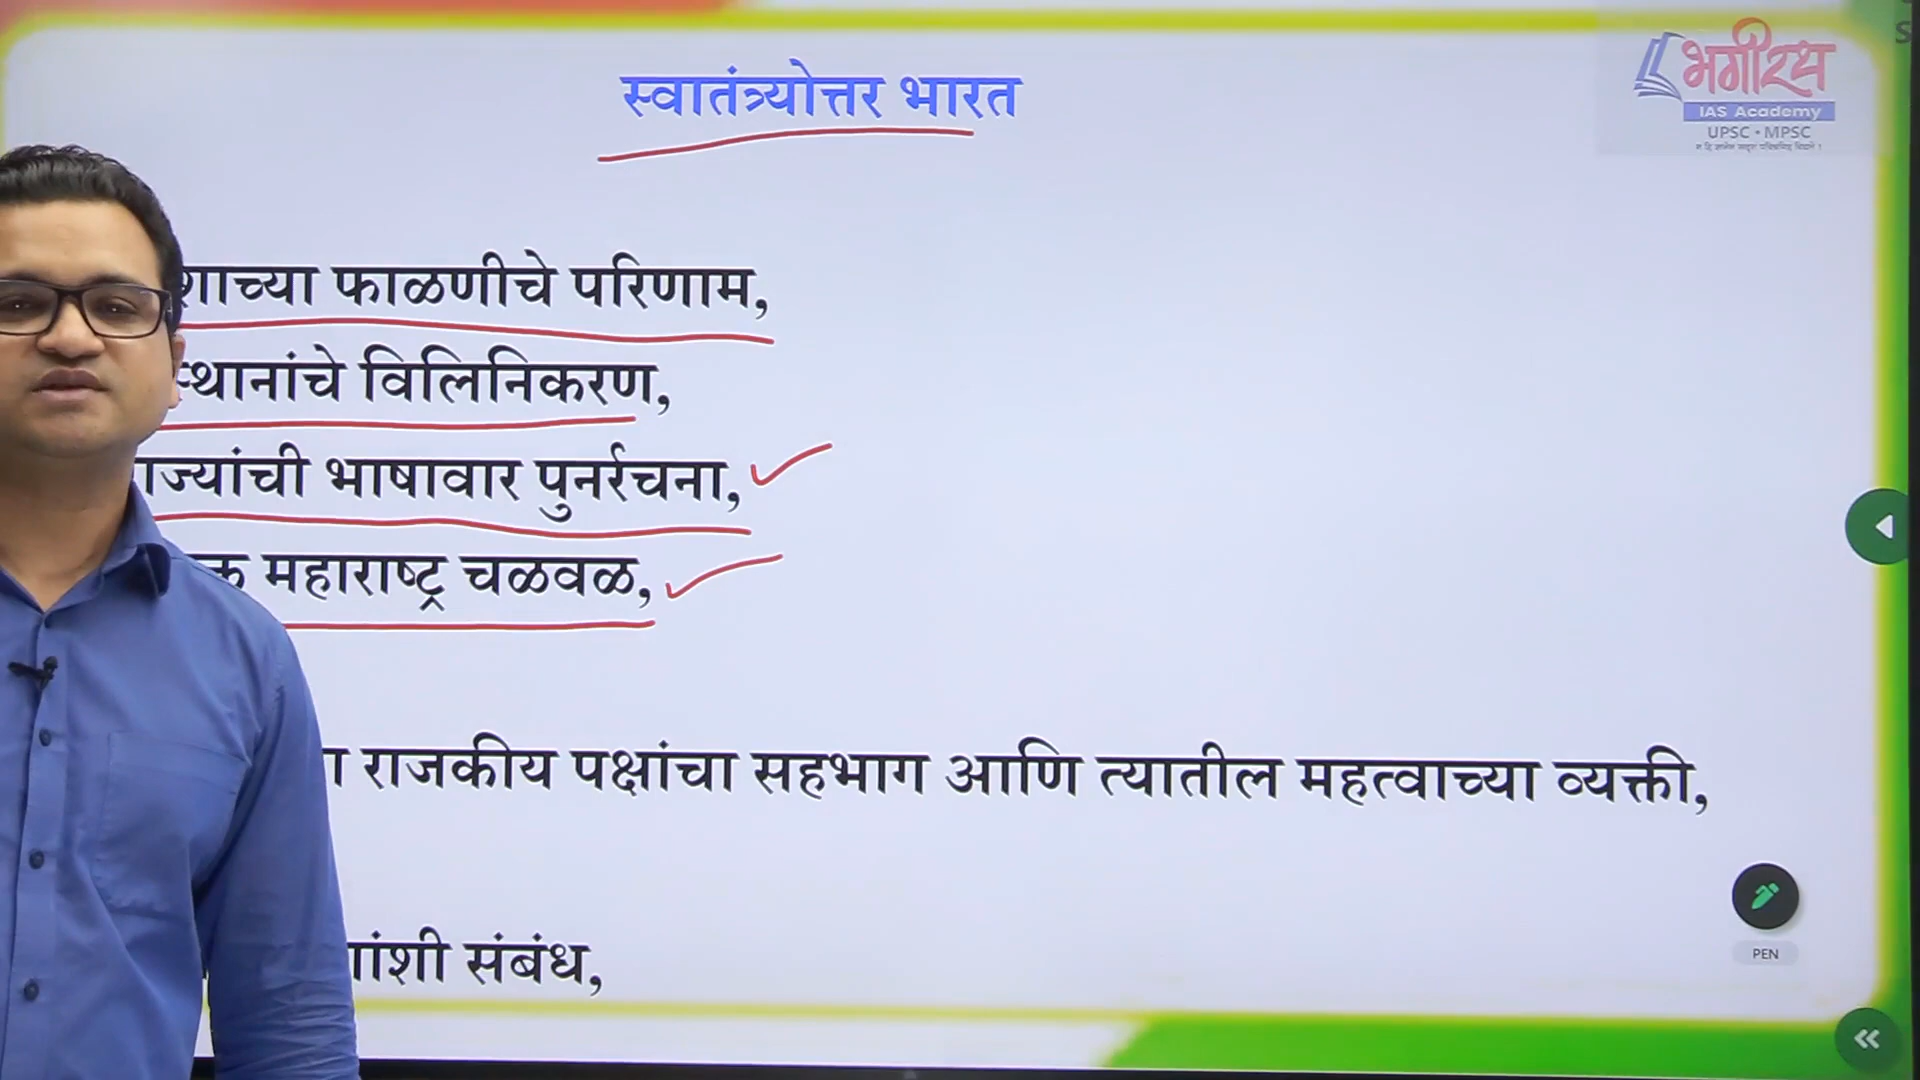 स्वातंत्र्योत्तर भारत
भगीरथ
IAS Academy
UPSC • MPSC
फाळणीचे परिणाम,
विलिनिकरण,
भाषावार पुनर्रचना,
महाराष्ट्र चळवळ,
राजकीय पक्षांचा सहभाग आणि त्यातील महत्वाच्या व्यक्ती,
संबंध,
PEN